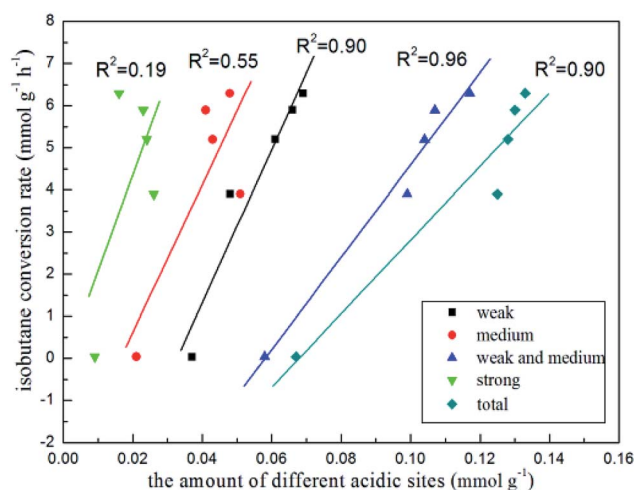 R²=0.19
R²=0.55
R²=0.90
R²=0.96
R²=0.90
8
7
6
5
4
3
2
1
0
-1
-2
isobutane conversion rate (mmol g⁻¹ h⁻¹)
weak
medium
weak and medium
strong
total
0.00 0.02 0.04 0.06 0.08 0.10 0.12 0.14 0.16
the amount of different acidic sites (mmol g⁻¹)